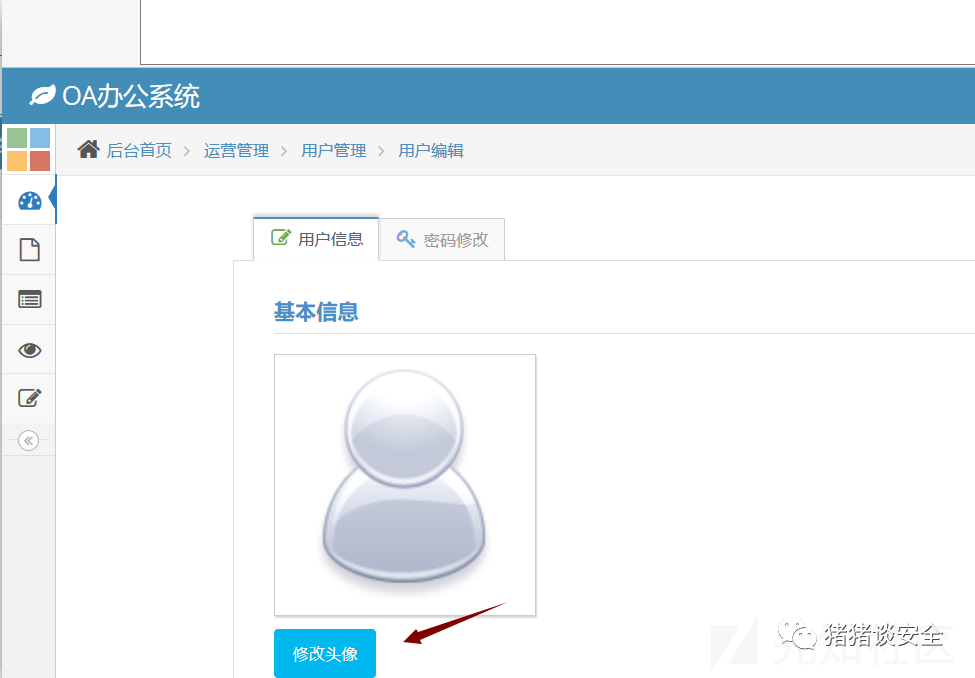 OA办公系统
后台首页 > 运营管理 > 用户管理 > 用户编辑
用户信息 密码修改
基本信息
修改头像
猪猪谈安全
先知社区